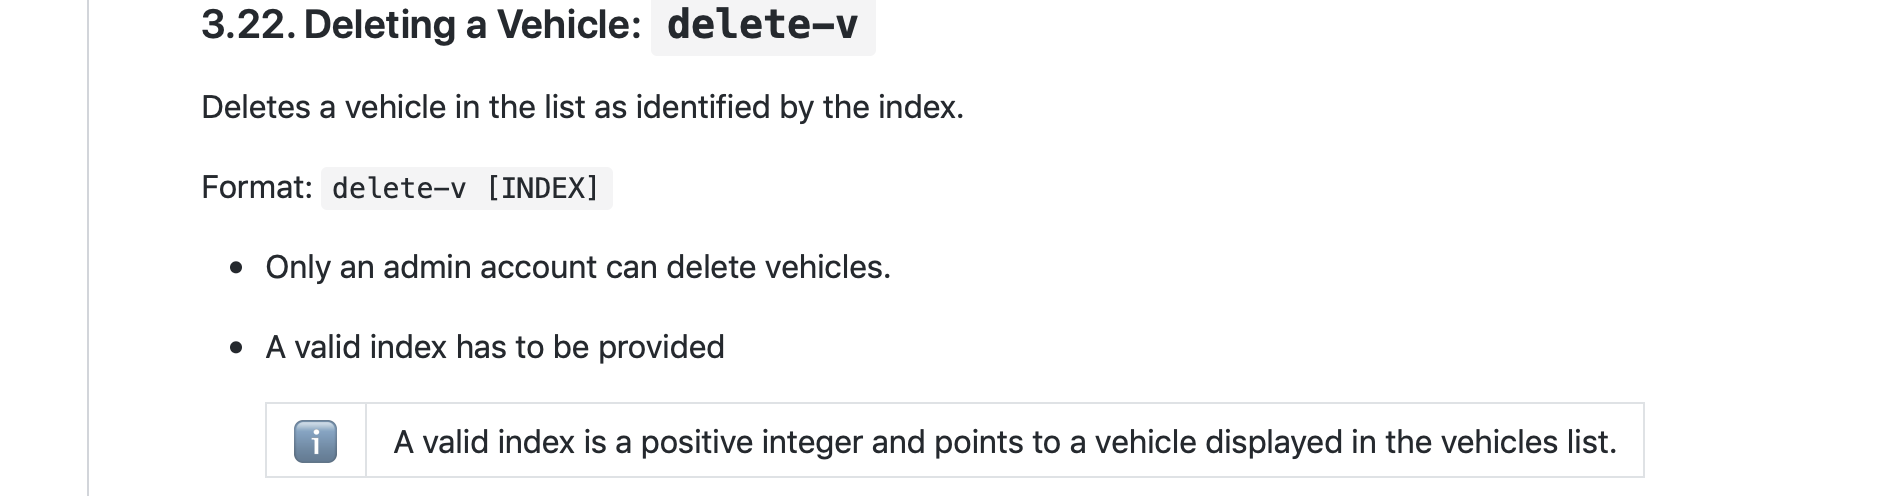 3.22. Deleting a Vehicle: delete-v
Deletes a vehicle in the list as identified by the index.
Format: delete-v [INDEX]
• Only an admin account can delete vehicles.
• A valid index has to be provided
i A valid index is a positive integer and points to a vehicle displayed in the vehicles list.